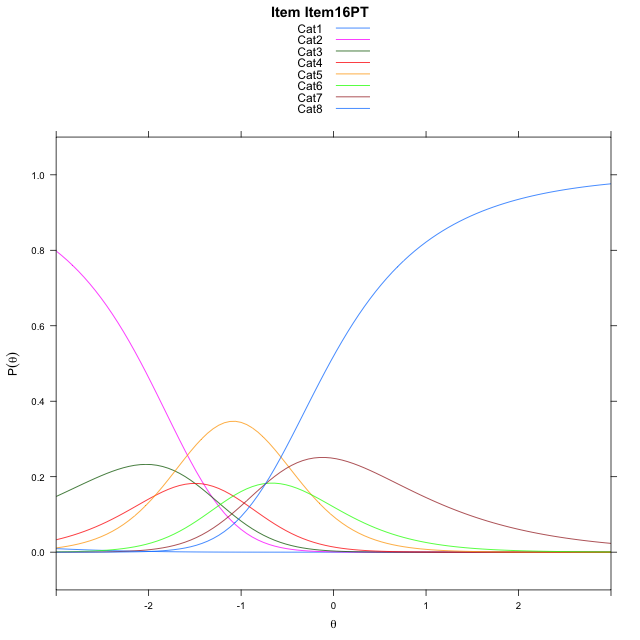 Item Item16PT
Cat1
Cat2
Cat3
Cat4
Cat5
Cat6
Cat7
Cat8
1.0
0.8
0.6
0.4
0.2
0.0
P(θ)
-2 -1 0 1 2
θ